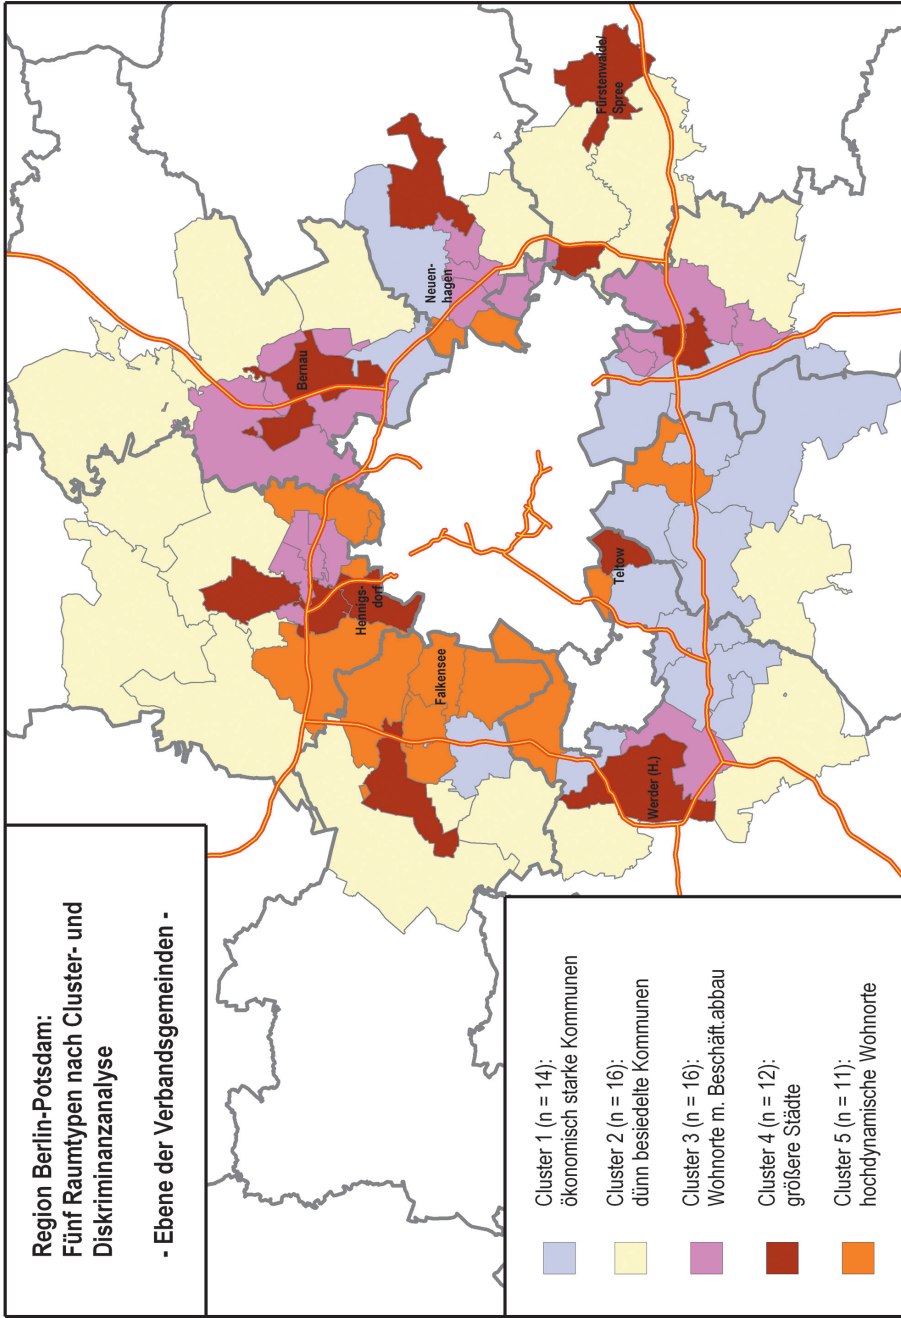 Region Berlin-Potsdam:
Fünf Raumtypen nach Cluster- und
Diskriminanzanalyse
- Ebene der Verbandsgemeinden -
Bernau
Neuen-
hagen
Fürstenwalde/
Spree
Hennigs-
dorf
Falkensee
Teltow
Werder (H.)
Cluster 1 (n = 14):
ökonomisch starke Kommunen
Cluster 2 (n = 16):
dünn besiedelte Kommunen
Cluster 3 (n = 16):
Wohnorte m. Beschäft.abbau
Cluster 4 (n = 12):
größere Städte
Cluster 5 (n = 11):
hochdynamische Wohnorte